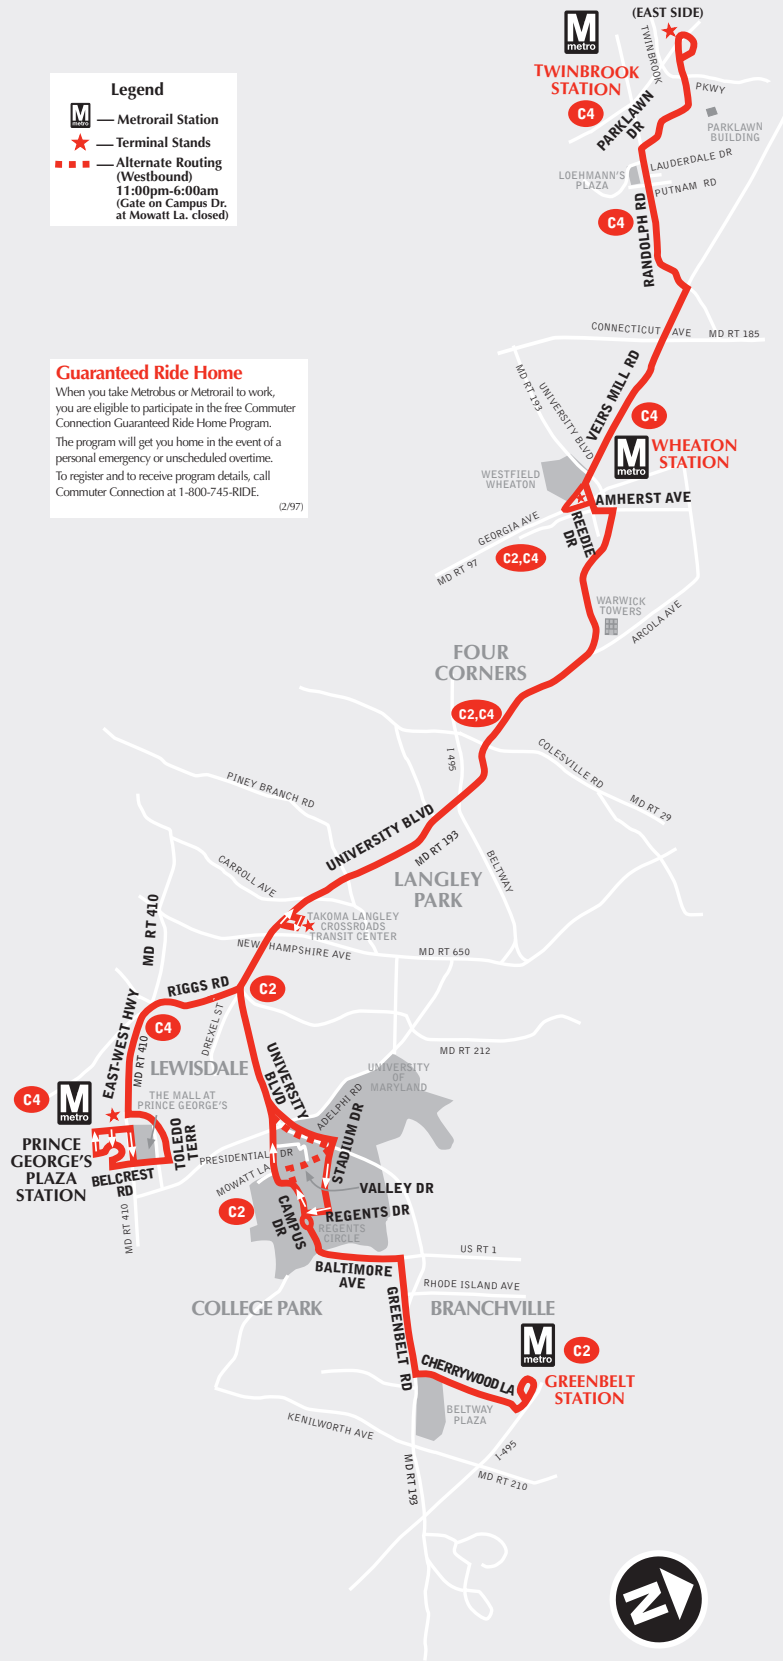 (EAST SIDE)
M
metro
TWINBROOK
STATION
C4
TWINBROOK
PKWY
PARKLAWN
DR
PARKLAWN
BUILDING
Legend
M
metro
Metrorail Station
Terminal Stands
Alternate Routing
(Westbound)
11:00pm-6:00am
(Gate on Campus Dr.
at Mowatt La. closed)
LAUDERDALE DR
LOEHMANN'S
PLAZA
PUTNAM RD
C4
RANDOLPH RD
CONNECTICUT AVE
MD RT 185
MD RT 193
UNIVERSITY BLVD
VEIRS MILL RD
Guaranteed Ride Home
When you take Metrobus or Metrorail to work,
you are eligible to participate in the free Commuter
Connection Guaranteed Ride Home Program.
The program will get you home in the event of a
personal emergency or unscheduled overtime.
To register and to receive program details, call
Commuter Connection at 1-800-745-RIDE.
(2/97)
C4
M
metro
WHEATON
STATION
WESTFIELD
WHEATON
AMHERST AVE
REEDIE
DR
GEORGIA AVE
MD RT 97
C2,C4
WARWICK
TOWERS
ARCOLA AVE
FOUR
CORNERS
C2,C4
I 495
COLESVILLE RD
MD RT 29
PINEY BRANCH RD
UNIVERSITY BLVD
MD RT 193
BELTWAY
CARROLL AVE
LANGLEY
PARK
MD RT 410
TAKOMA LANGLEY
CROSSROADS
TRANSIT CENTER
NEW HAMPSHIRE AVE
MD RT 650
RIGGS RD
C2
EAST-WEST HWY
C4
DREXEL ST
MD RT 410
LEWISDALE
UNIVERSITY
BLVD
MD RT 212
UNIVERSITY
OF
MARYLAND
C4
M
metro
THE MALL AT
PRINCE GEORGE'S
ADELPHI RD
STADIUM DR
PRINCE
GEORGE'S
PLAZA
STATION
TOLEDO
TERR
BELCREST
RD
PRESIDENTIAL DR
MOWATT LA
VALLEY DR
C2
CAMPUS
DR
REGENTS DR
REGENTS
CIRCLE
MD RT 410
US RT 1
BALTIMORE
AVE
RHODE ISLAND AVE
COLLEGE PARK
GREENBELT RD
BRANCHVILLE
M
metro
C2
CHERRYWOOD LA
GREENBELT
STATION
BELTWAY
PLAZA
KENILWORTH AVE
I-495
MD RT 193
MD RT 210
N